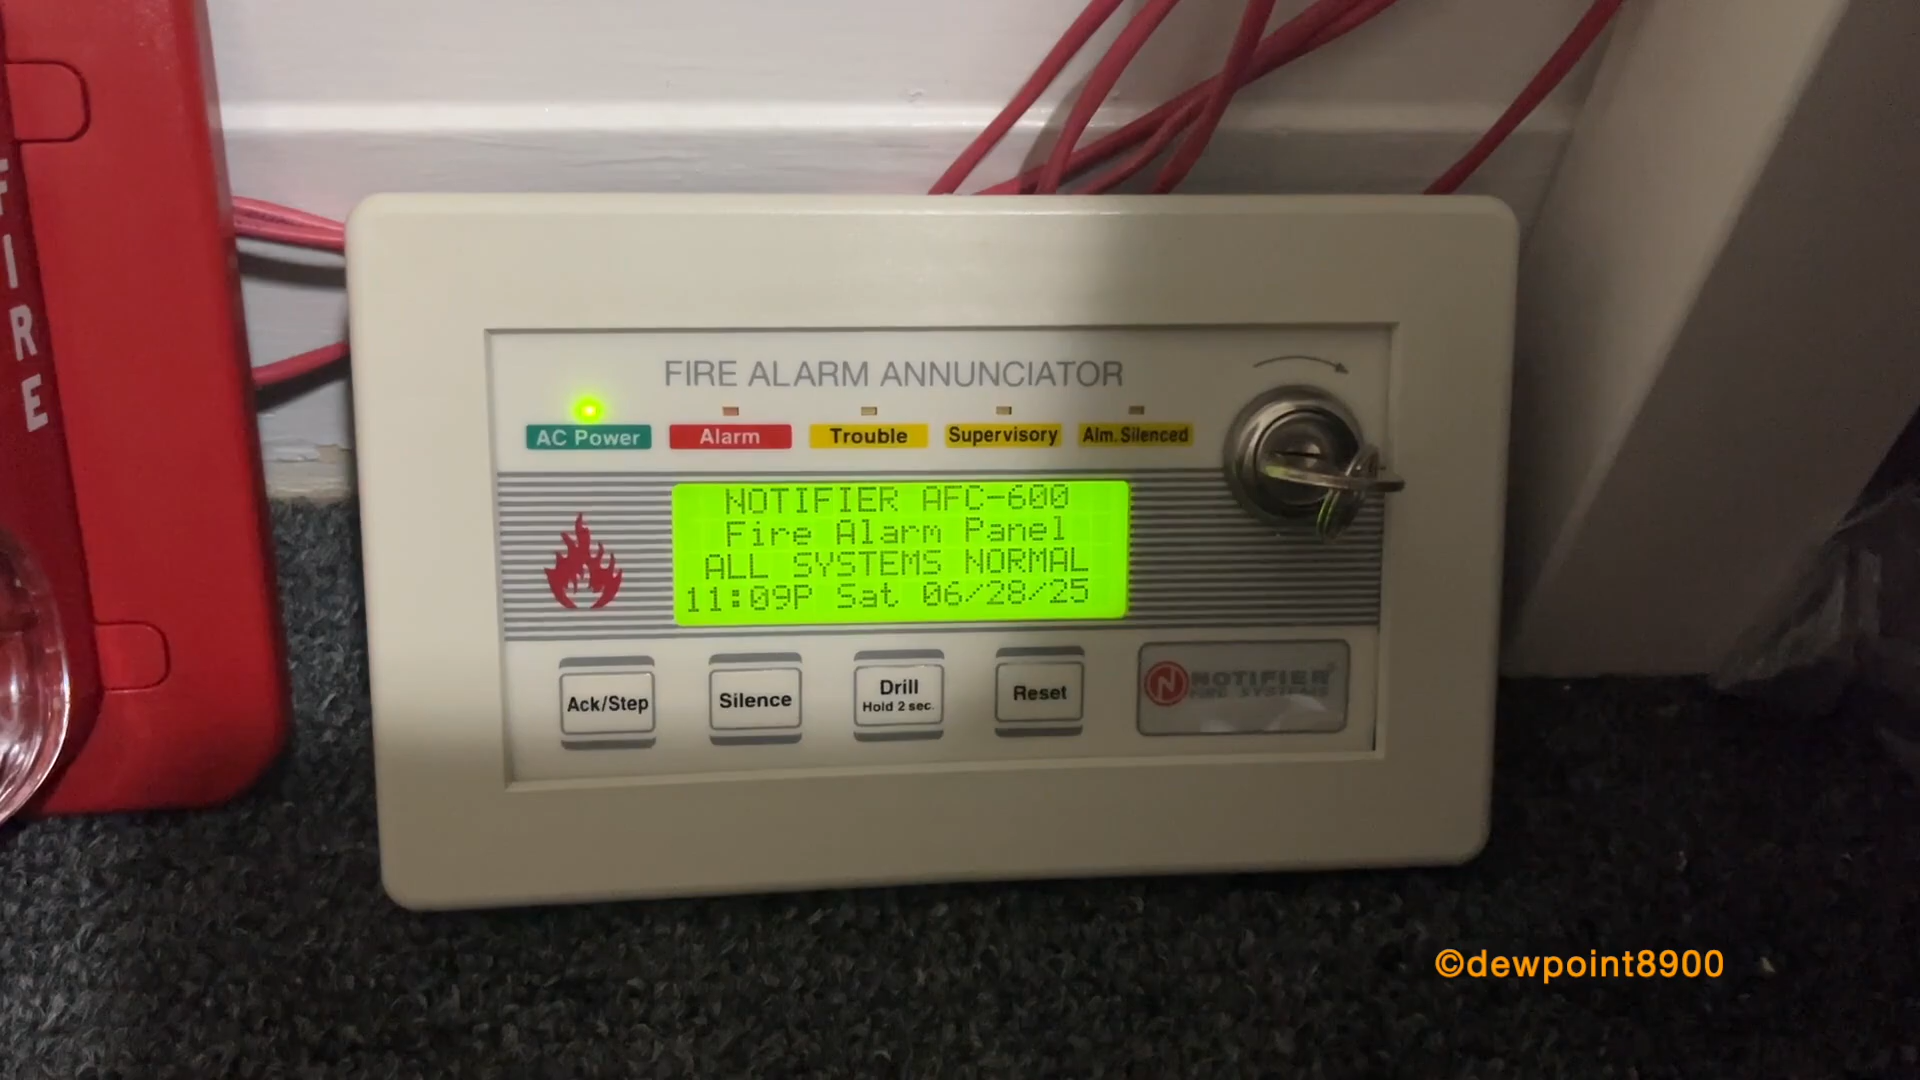 FIRE
FIRE ALARM ANNUNCIATOR
AC Power
Alarm
Trouble
Supervisory
Alm. Silenced
NOTIFIER AFC-600
Fire Alarm Panel
ALL SYSTEMS NORMAL
11:09P Sat 06/28/25
Ack/Step
Silence
Drill
Hold 2 sec.
Reset
N NOTIFIER
FIRE SYSTEMS
©dewpoint8900